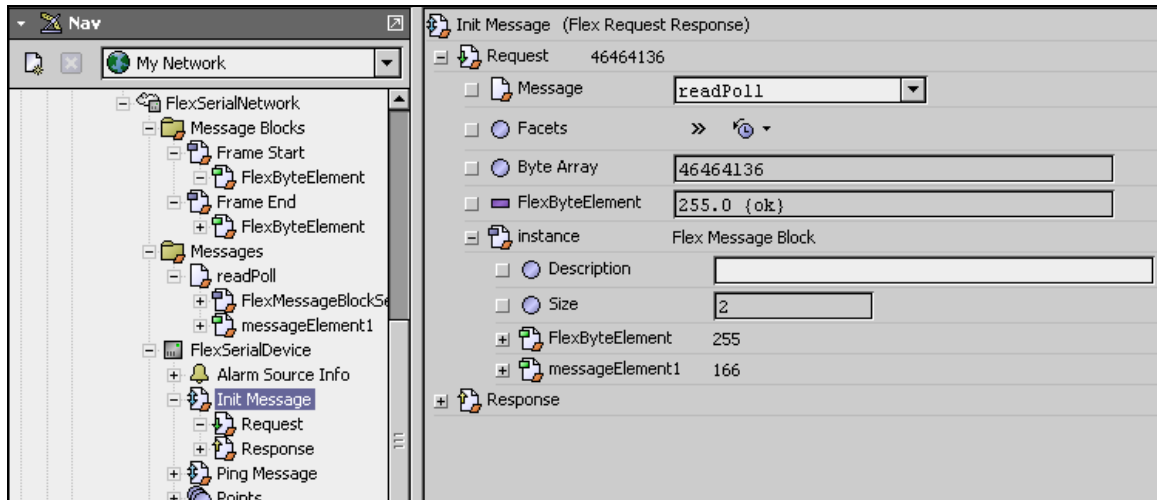 Nav
My Network
FlexSerialNetwork
Message Blocks
Frame Start
FlexByteElement
Frame End
FlexByteElement
Messages
readPoll
FlexMessageBlockSe
messageElement1
FlexSerialDevice
Alarm Source Info
Init Message
Request
Response
Ping Message
Points
Init Message (Flex Request Response)
Request 46464136
Message readPoll
Facets »
Byte Array 46464136
FlexByteElement 255.0 {ok}
instance Flex Message Block
Description
Size 2
FlexByteElement 255
messageElement1 166
Response